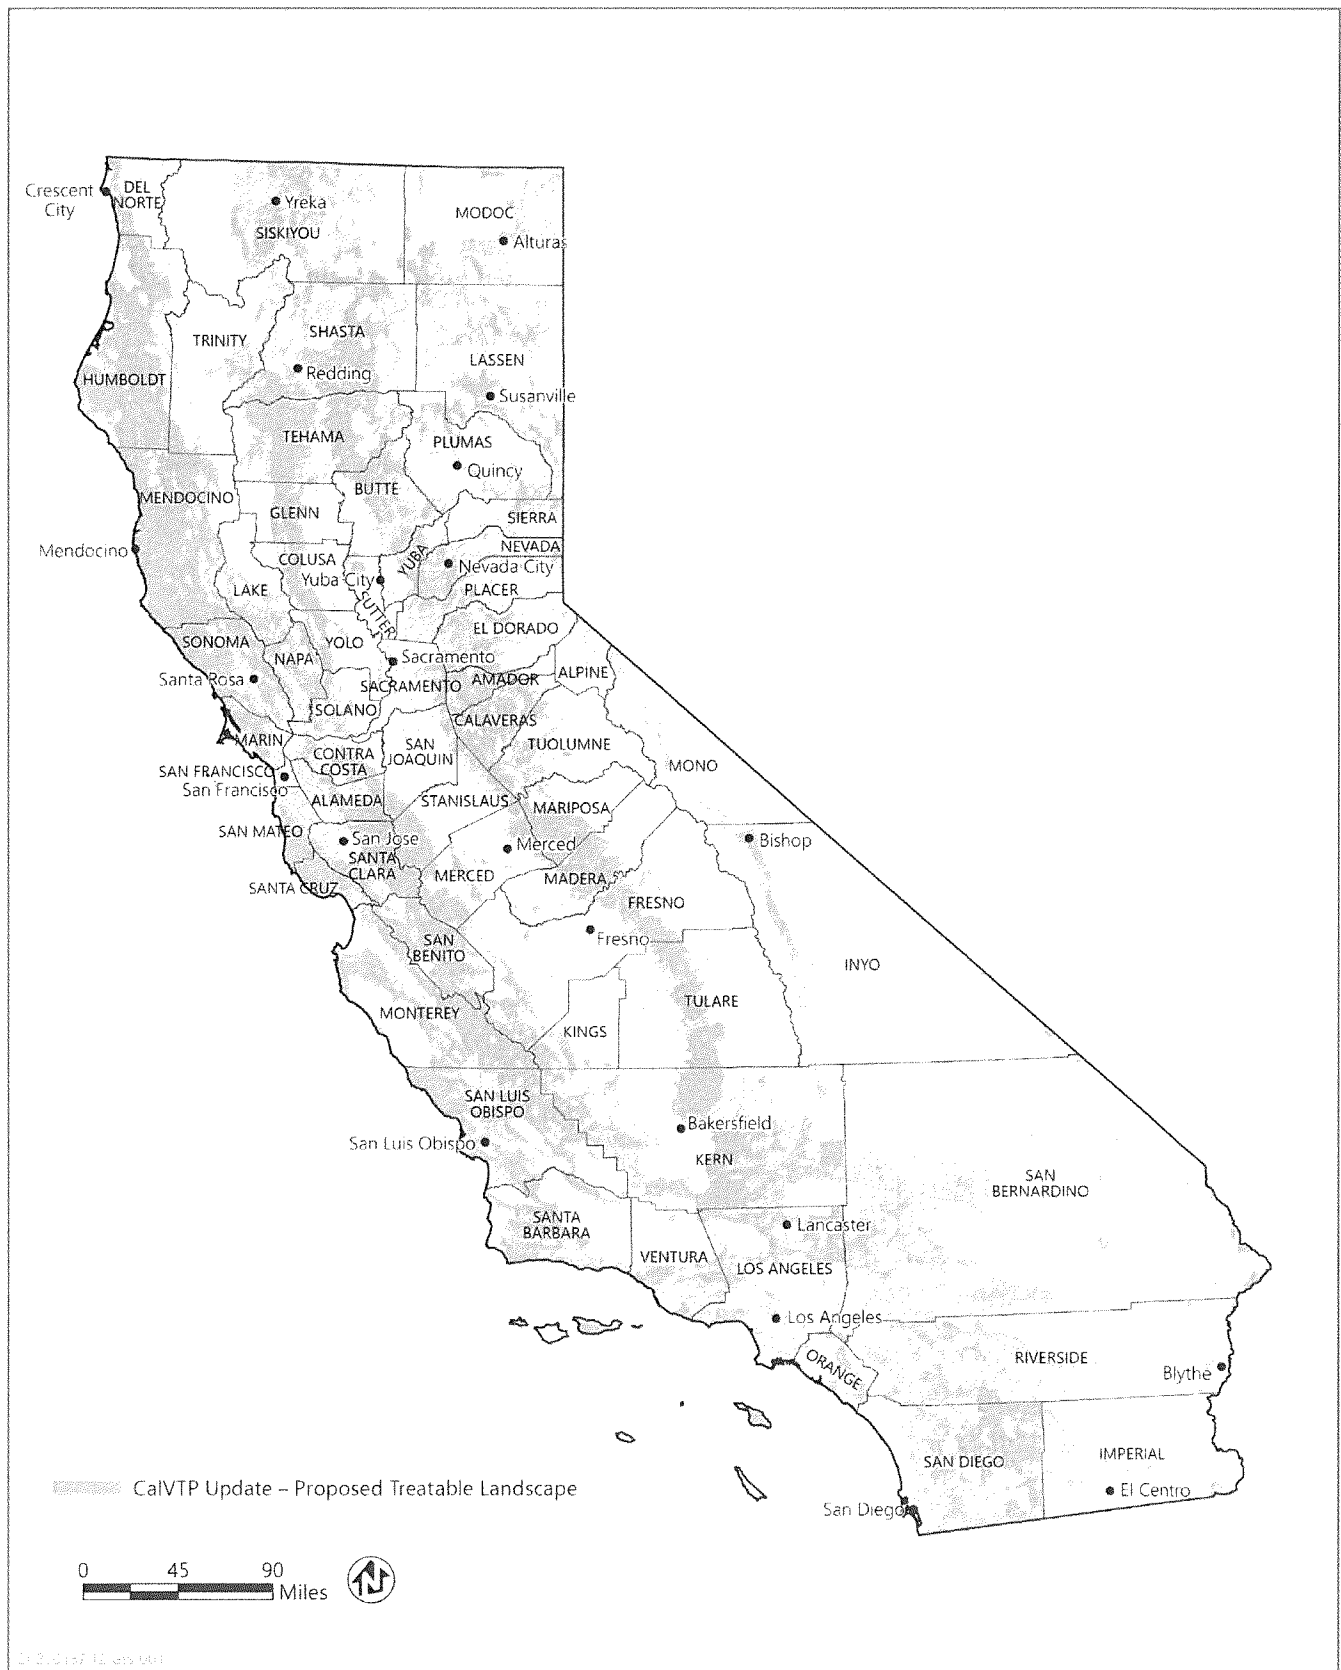 Crescent
City
DEL
NORTE
Yreka
SISKIYOU
MODOC
Alturas
TRINITY
SHASTA
Redding
LASSEN
Susanville
HUMBOLDT
TEHAMA
PLUMAS
Quincy
BUTTE
MENDOCINO
GLENN
SIERRA
Mendocino
COLUSA
YUBA
NEVADA
Nevada City
Yuba City
LAKE
PLACER
SUTTER
SONOMA
YOLO
EL DORADO
NAPA
Sacramento
Santa Rosa
SACRAMENTO
AMADOR
ALPINE
SOLANO
CALAVERAS
MARIN
CONTRA
COSTA
SAN
JOAQUIN
TUOLUMNE
MONO
SAN FRANCISCO
San Francisco
ALAMEDA
STANISLAUS
MARIPOSA
SAN MATEO
San Jose
Merced
Bishop
SANTA
CLARA
MERCED
MADERA
SANTA CRUZ
FRESNO
Fresno
SAN
BENITO
INYO
MONTEREY
TULARE
KINGS
SAN LUIS
OBISPO
Bakersfield
San Luis Obispo
KERN
SAN
BERNARDINO
SANTA
BARBARA
Lancaster
VENTURA
LOS ANGELES
Los Angeles
ORANGE
RIVERSIDE
Blythe
SAN DIEGO
IMPERIAL
El Centro
San Diego
CalVTP Update – Proposed Treatable Landscape
0 45 90
Miles
N